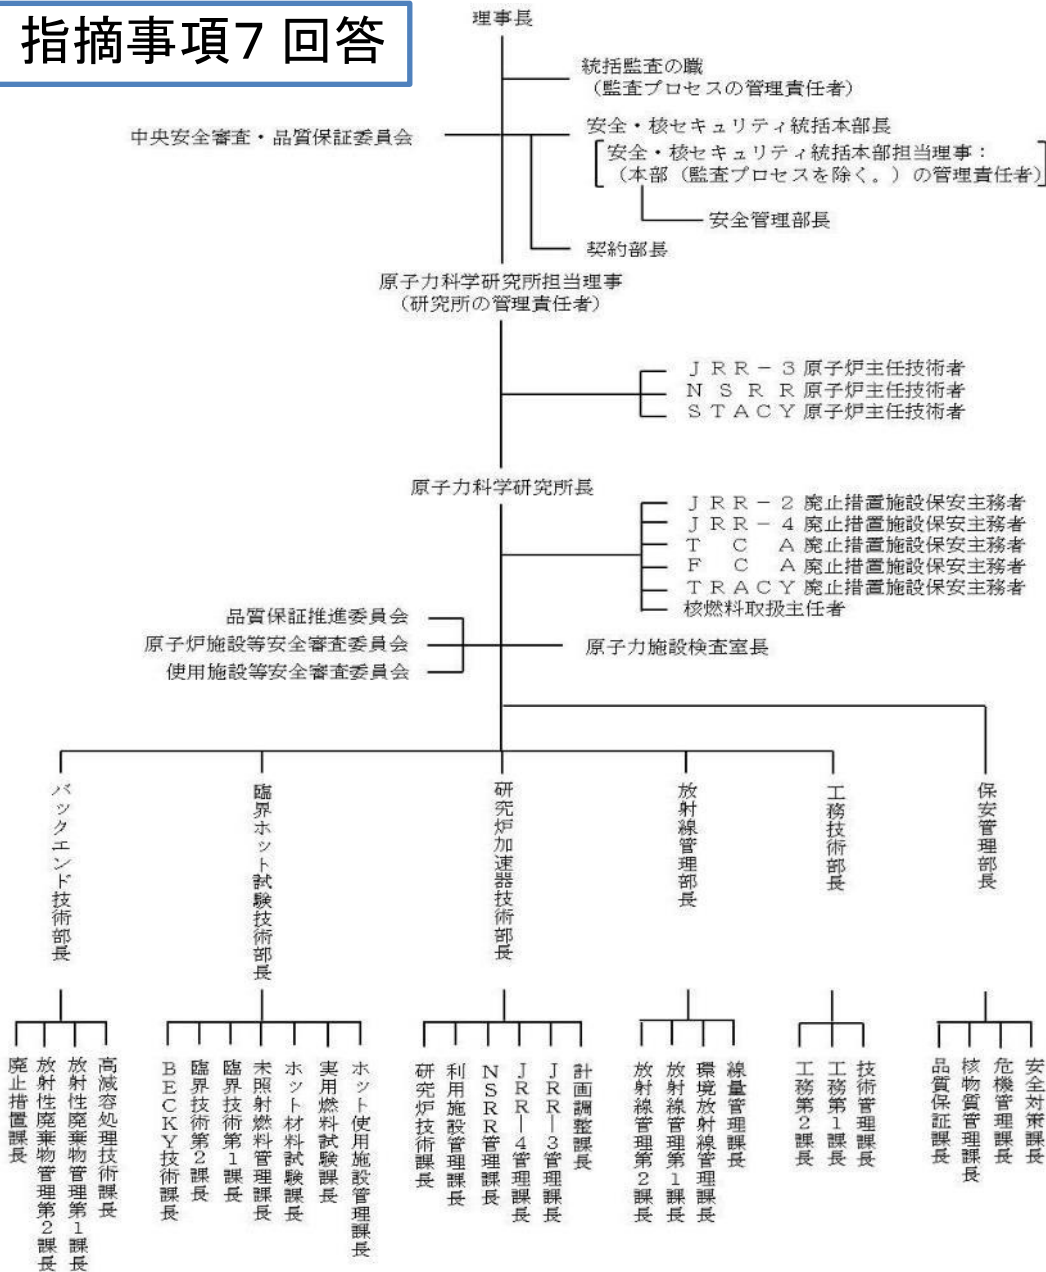 指摘事項7 回答
理事長
統括監査の職
（監査プロセスの管理責任者）
中央安全審査・品質保証委員会
安全・核セキュリティ統括本部長
安全・核セキュリティ統括本部担当理事：
（本部（監査プロセスを除く。）の管理責任者）
安全管理部長
契約部長
原子力科学研究所担当理事
（研究所の管理責任者）
ＪＲＲ－３原子炉主任技術者
ＮＳＲＲ原子炉主任技術者
ＳＴＡＣＹ原子炉主任技術者
原子力科学研究所長
ＪＲＲ－２廃止措置施設保安主務者
ＪＲＲ－４廃止措置施設保安主務者
ＴＣＡ廃止措置施設保安主務者
ＦＣＡ廃止措置施設保安主務者
ＴＲＡＣＹ廃止措置施設保安主務者
核燃料取扱主任者
品質保証推進委員会
原子炉施設等安全審査委員会
使用施設等安全審査委員会
原子力施設検査室長
バックエンド技術部長
臨界ホット試験技術部長
研究炉加速器技術部長
放射線管理部長
工務技術部長
保安管理部長
廃止措置課長
放射性廃棄物管理第２課長
放射性廃棄物管理第１課長
高減容処理技術課長
ＢＥＣＫＹ技術課長
臨界技術第２課長
臨界技術第１課長
未照射燃料管理課長
ホット材料試験課長
実用燃料試験課長
ホット使用施設管理課長
研究炉技術課長
利用施設管理課長
ＮＳＲＲ管理課長
ＪＲＲ－４管理課長
ＪＲＲ－３管理課長
計画調整課長
放射線管理第２課長
放射線管理第１課長
環境放射線管理課長
線量管理課長
工務第２課長
工務第１課長
技術管理課長
品質保証課長
核物質管理課長
危機管理課長
安全対策課長